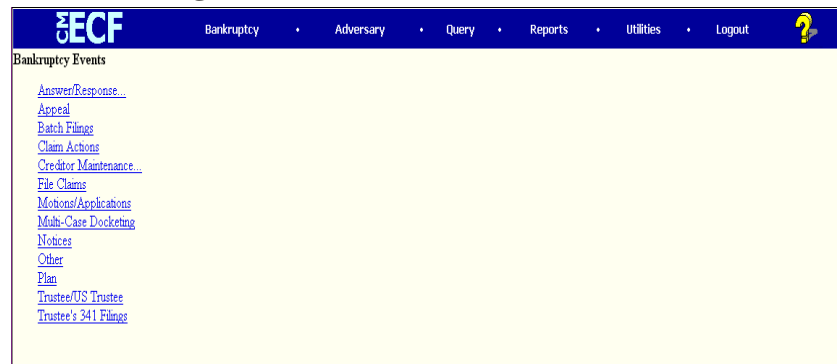 CM ECF Bankruptcy • Adversary • Query • Reports • Utilities • Logout ?
Bankruptcy Events
Answer/Response...
Appeal
Batch Filings
Claim Actions
Creditor Maintenance...
File Claims
Motions/Applications
Multi-Case Docketing
Notices
Other
Plan
Trustee/US Trustee
Trustee's 341 Filings